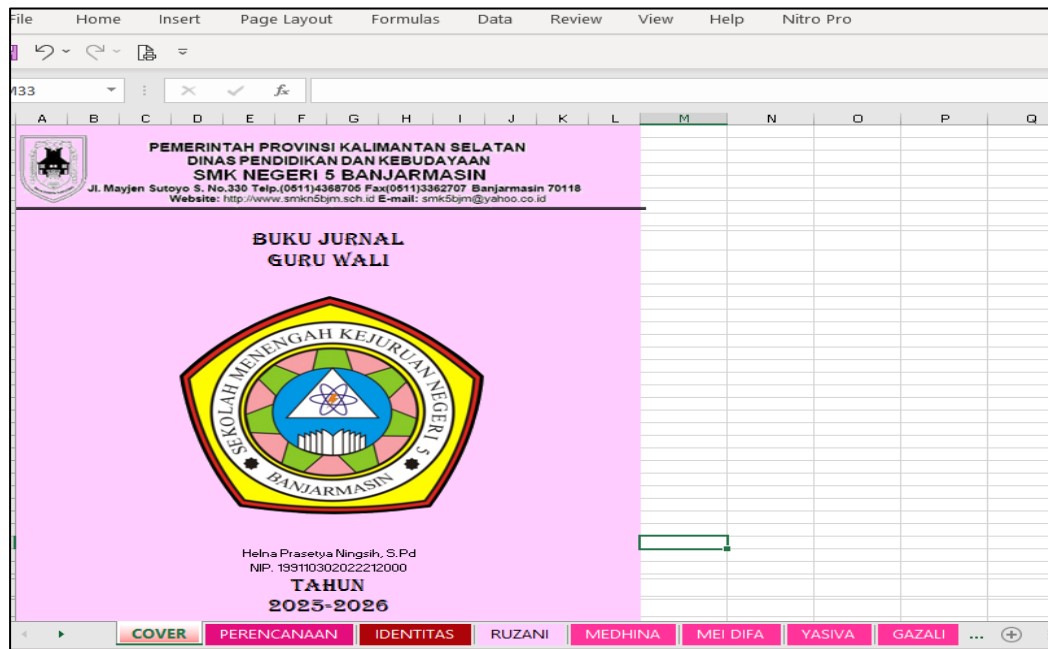 File Home Insert Page Layout Formulas Data Review View Help Nitro Pro
M33 fx
A B C D E F G H I J K L M N O P Q
PEMERINTAH PROVINSI KALIMANTAN SELATAN
DINAS PENDIDIKAN DAN KEBUDAYAAN
SMK NEGERI 5 BANJARMASIN
Jl. Mayjen Sutoyo S. No.330 Telp.(0511)4368705 Fax(0511)3362707 Banjarmasin 70118
Website: http://www.smkn5bjm.sch.id E-mail: smk5bjm@yahoo.co.id
BUKU JURNAL
GURU WALI
SEKOLAH MENENGAH KEJURUAN NEGERI 5
BANJARMASIN
Helna Prasetya Ningsih, S.Pd
NIP. 199110302022212000
TAHUN
2025-2026
COVER PERENCANAAN IDENTITAS RUZANI MEDHINA MEI DIFA YASIVA GAZALI ...